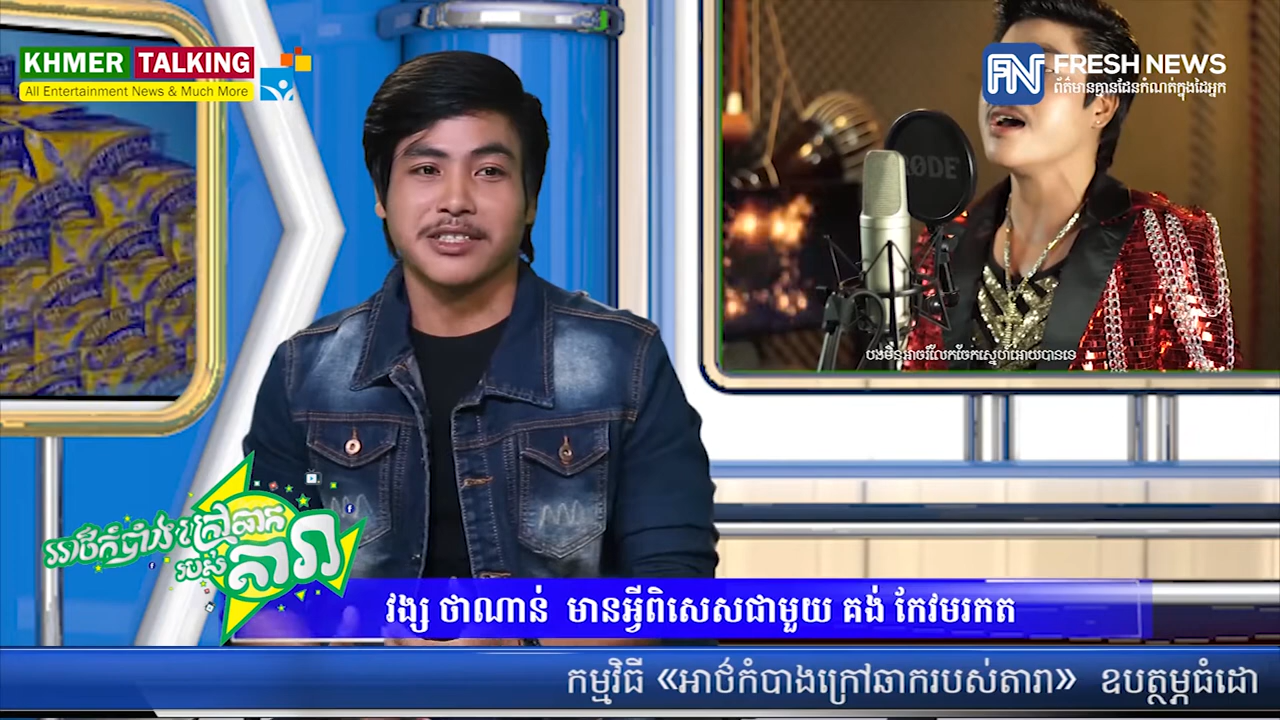 KHMER TALKING
All Entertainment News & Much More
FRESH NEWS
ព័ត៌មានគ្មានដែនកំណត់ក្នុងដៃអ្នក
RØDE
បងមិនអាចរំលែកចែកស្នេហ៍អោយបានទេ
អាថ៌កំបាំងក្រៅឆាក
របស់ តារា
វង្ស ថាណាន់ មានអ្វីពិសេសជាមួយ គង់ កែវមរកត
កម្មវិធី «អាថ៌កំបាំងក្រៅឆាករបស់តារា» ឧបត្ថម្ភធំដោ